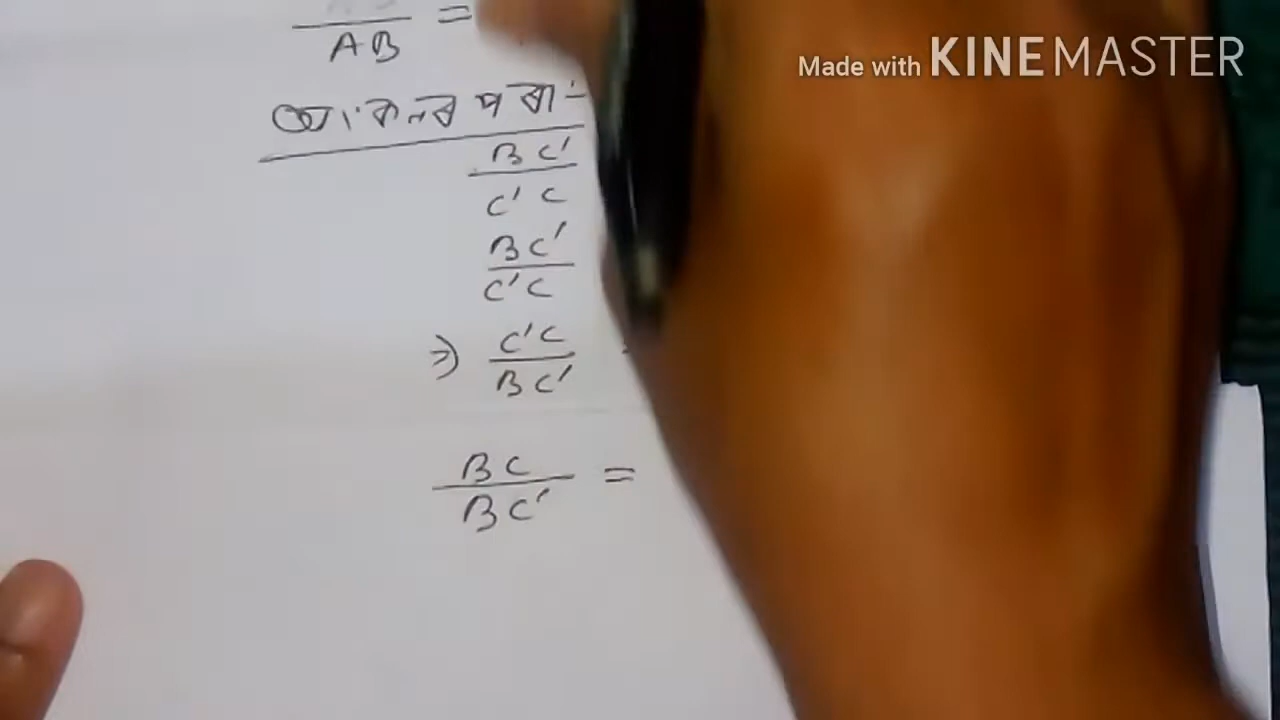 Made with KINEMASTER
AB =
অংকনৰ পৰা :-
BC'
C'C
BC'
C'C
⇒ C'C
BC'
BC =
BC'